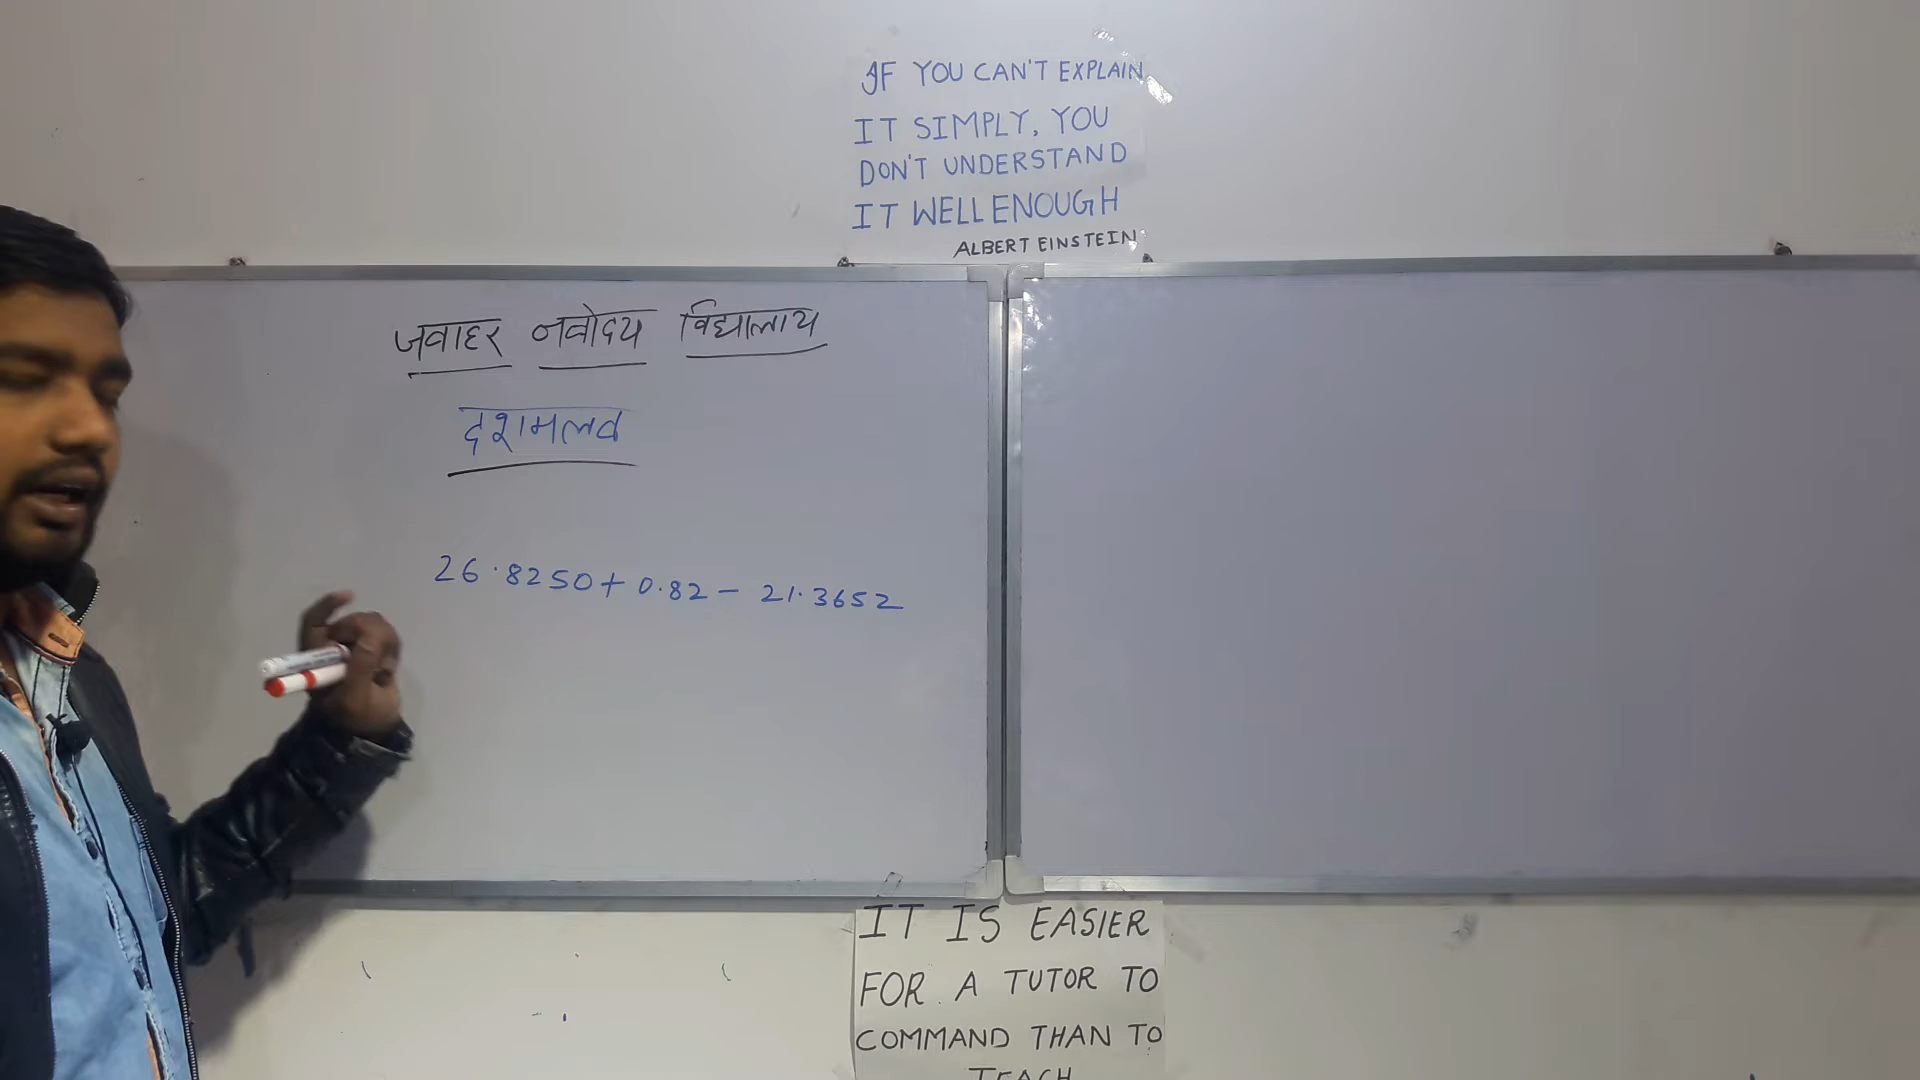 IF YOU CAN'T EXPLAIN
IT SIMPLY, YOU
DON'T UNDERSTAND
IT WELL ENOUGH
ALBERT EINSTEIN
जवाहर नवोदय विद्यालाय
दशमलव
26.8250 + 0.82 - 21.3652
IT IS EASIER
FOR A TUTOR TO
COMMAND THAN TO
TEACH